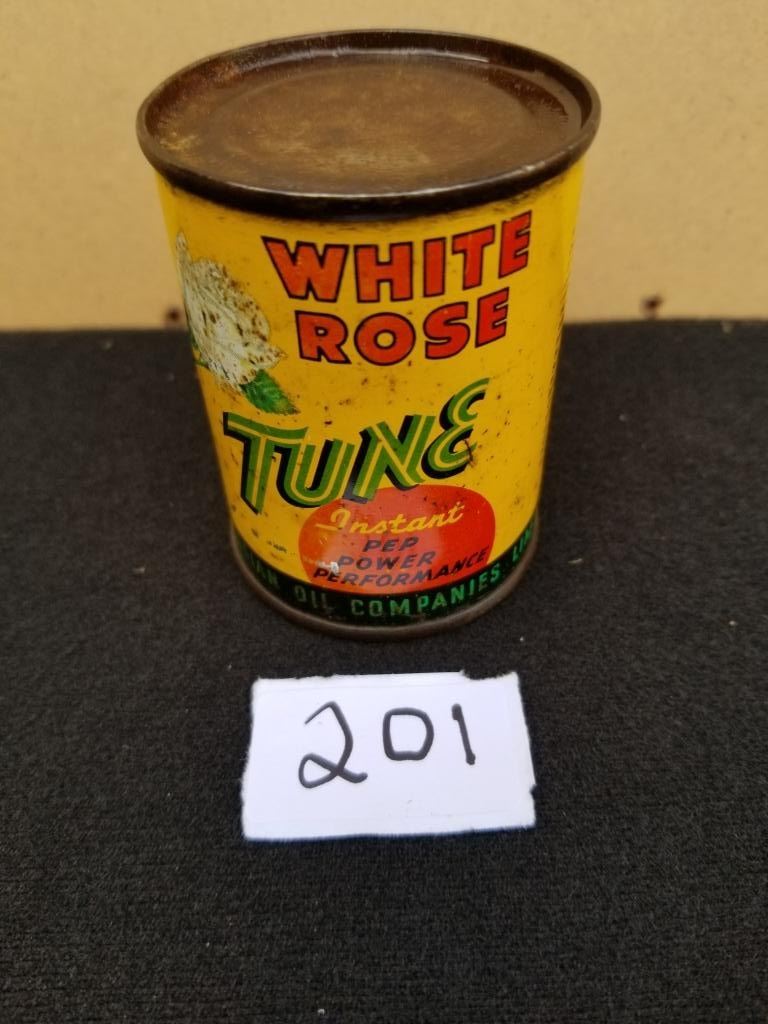 WHITE
ROSE
TUNE
Instant
PEP
POWER
PERFORMANCE
OIL COMPANIES
201